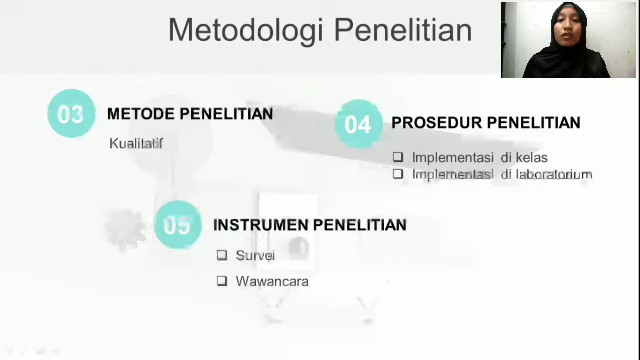 Metodologi Penelitian
03
METODE PENELITIAN
Kualitatif
04
PROSEDUR PENELITIAN
❑ Implementasi di kelas
❑ Implementasi di laboratorium
05
INSTRUMEN PENELITIAN
❑ Survei
❑ Wawancara